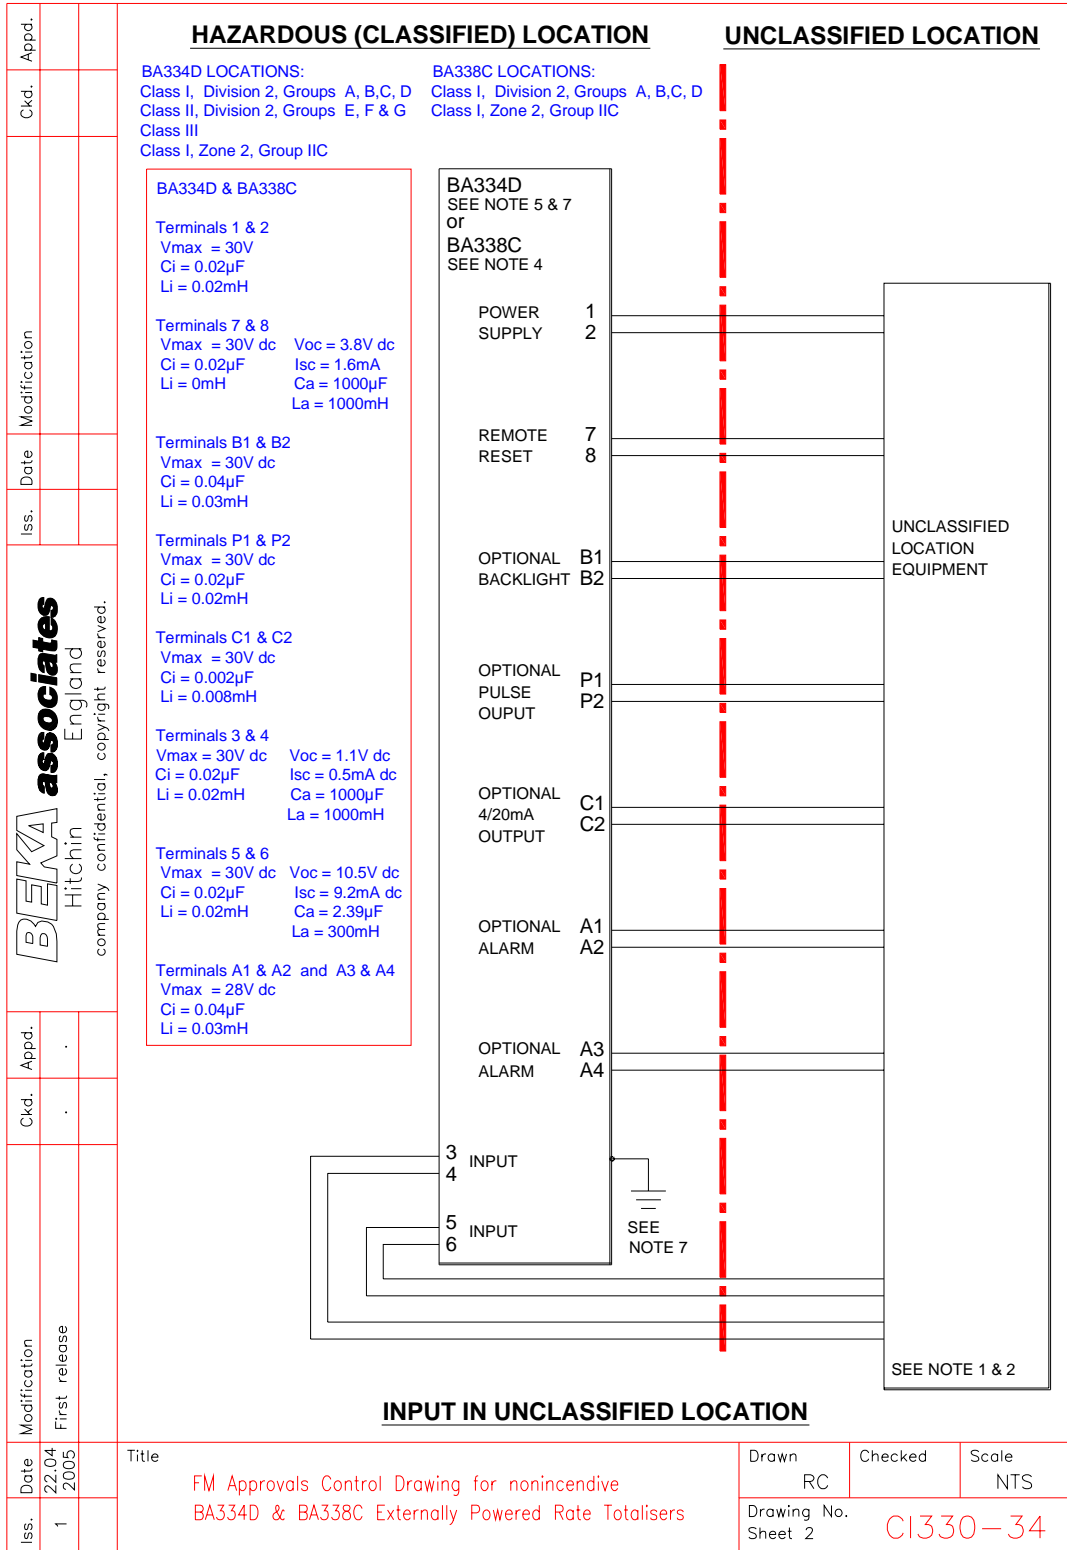 HAZARDOUS (CLASSIFIED) LOCATION
UNCLASSIFIED LOCATION
BA334D LOCATIONS:
Class I, Division 2, Groups A, B,C, D
Class II, Division 2, Groups E, F & G
Class III
Class I, Zone 2, Group IIC
BA338C LOCATIONS:
Class I, Division 2, Groups A, B,C, D
Class I, Zone 2, Group IIC
BA334D & BA338C
Terminals 1 & 2
Vmax = 30V
Ci = 0.02µF
Li = 0.02mH
Terminals 7 & 8
Vmax = 30V dc Voc = 3.8V dc
Ci = 0.02µF Isc = 1.6mA
Li = 0mH Ca = 1000µF
La = 1000mH
Terminals B1 & B2
Vmax = 30V dc
Ci = 0.04µF
Li = 0.03mH
Terminals P1 & P2
Vmax = 30V dc
Ci = 0.02µF
Li = 0.02mH
Terminals C1 & C2
Vmax = 30V dc
Ci = 0.002µF
Li = 0.008mH
Terminals 3 & 4
Vmax = 30V dc Voc = 1.1V dc
Ci = 0.02µF Isc = 0.5mA dc
Li = 0.02mH Ca = 1000µF
La = 1000mH
Terminals 5 & 6
Vmax = 30V dc Voc = 10.5V dc
Ci = 0.02µF Isc = 9.2mA dc
Li = 0.02mH Ca = 2.39µF
La = 300mH
Terminals A1 & A2 and A3 & A4
Vmax = 28V dc
Ci = 0.04µF
Li = 0.03mH
BA334D
SEE NOTE 5 & 7
or
BA338C
SEE NOTE 4
POWER 1
SUPPLY 2
REMOTE 7
RESET 8
OPTIONAL B1
BACKLIGHT B2
OPTIONAL
PULSE P1
OUPUT P2
OPTIONAL
4/20mA C1
OUTPUT C2
OPTIONAL A1
ALARM A2
OPTIONAL A3
ALARM A4
3
INPUT
4
5
INPUT
6
SEE
NOTE 7
UNCLASSIFIED
LOCATION
EQUIPMENT
SEE NOTE 1 & 2
INPUT IN UNCLASSIFIED LOCATION
Title
FM Approvals Control Drawing for nonincendive
BA334D & BA338C Externally Powered Rate Totalisers
Drawn
RC
Checked
Scale
NTS
Drawing No.
Sheet 2
CI330-34
Iss. Date Modification Ckd. Appd.
1 22.04 2005 First release . .
BEKA associates
Hitchin England
company confidential, copyright reserved.
Iss. Date Modification Ckd. Appd.